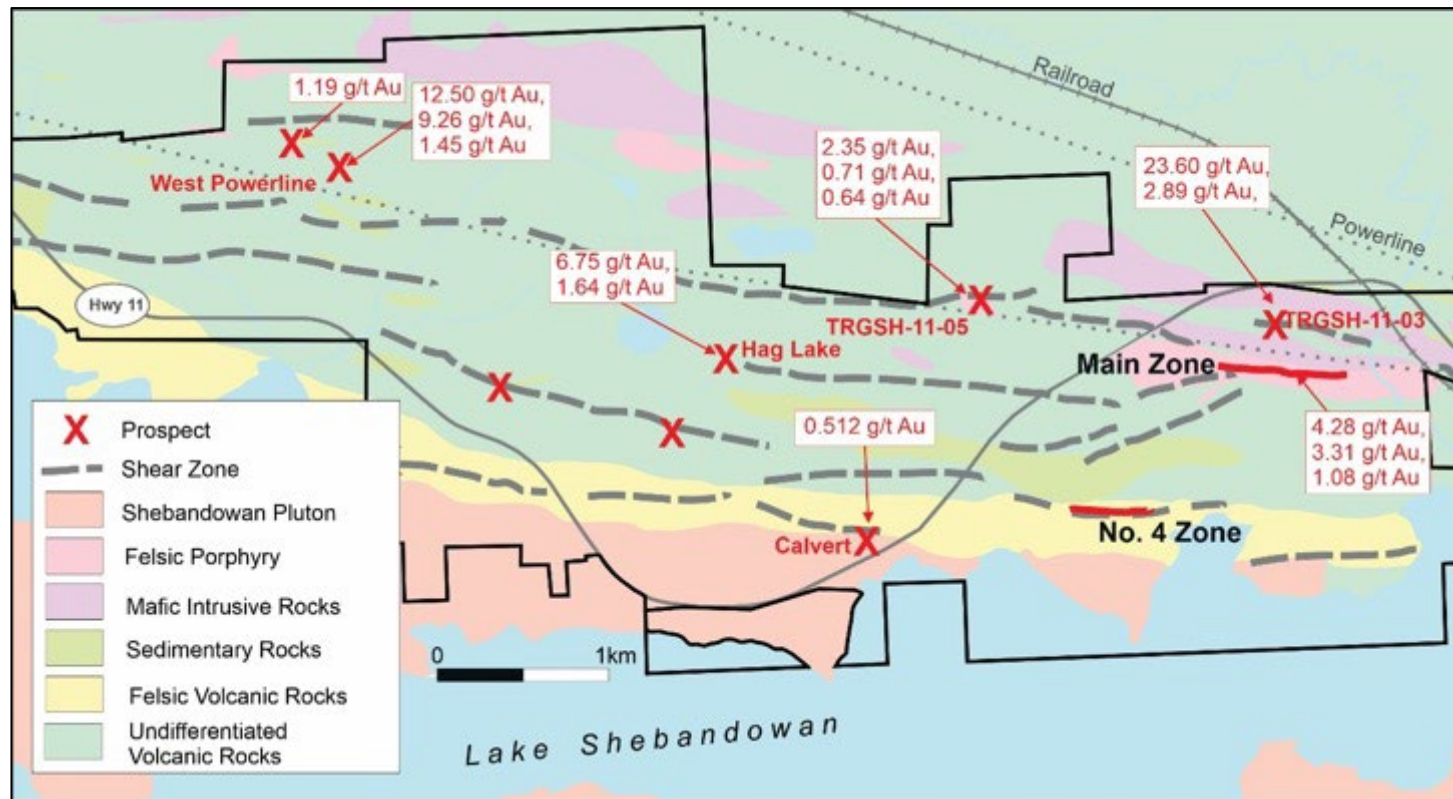 Railroad
1.19 g/t Au
12.50 g/t Au,
9.26 g/t Au,
1.45 g/t Au
West Powerline
2.35 g/t Au,
0.71 g/t Au,
0.64 g/t Au
23.60 g/t Au,
2.89 g/t Au,
Powerline
6.75 g/t Au,
1.64 g/t Au
Hwy 11
TRGSH-11-05
TRGSH-11-03
Hag Lake
Main Zone
0.512 g/t Au
4.28 g/t Au,
3.31 g/t Au,
1.08 g/t Au
No. 4 Zone
Calvert
X Prospect
Shear Zone
Shebandowan Pluton
Felsic Porphyry
Mafic Intrusive Rocks
Sedimentary Rocks
Felsic Volcanic Rocks
Undifferentiated
Volcanic Rocks
0 1km
Lake Shebandowan